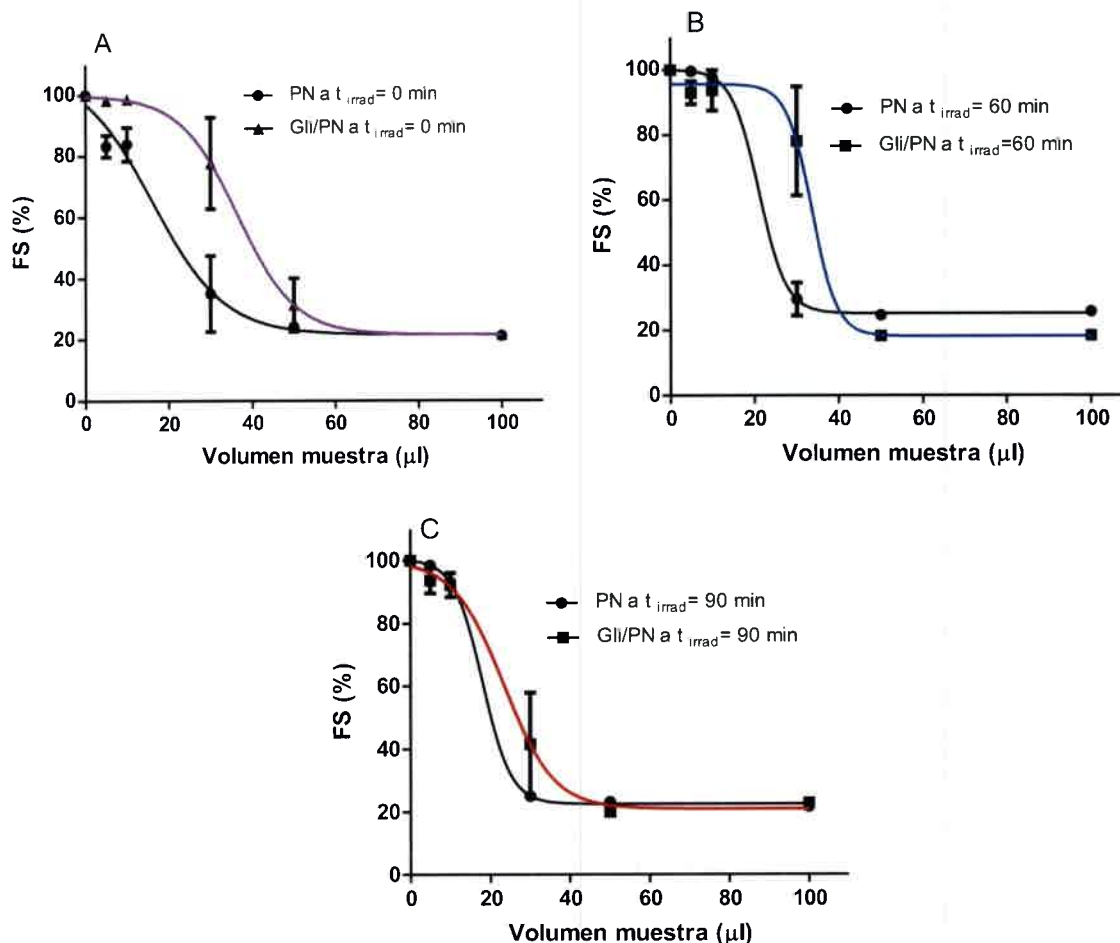 A
PN a t irrad= 0 min
Gli/PN a t irrad= 0 min
100
80
60
40
20
0
FS (%)
0 20 40 60 80 100
Volumen muestra (µl)
B
PN a t irrad= 60 min
Gli/PN a t irrad=60 min
100
80
60
40
20
0
FS (%)
0 20 40 60 80 100
Volumen muestra (µl)
C
PN a t irrad= 90 min
Gli/PN a t irrad= 90 min
100
80
60
40
20
0
FS (%)
0 20 40 60 80 100
Volumen muestra (µl)